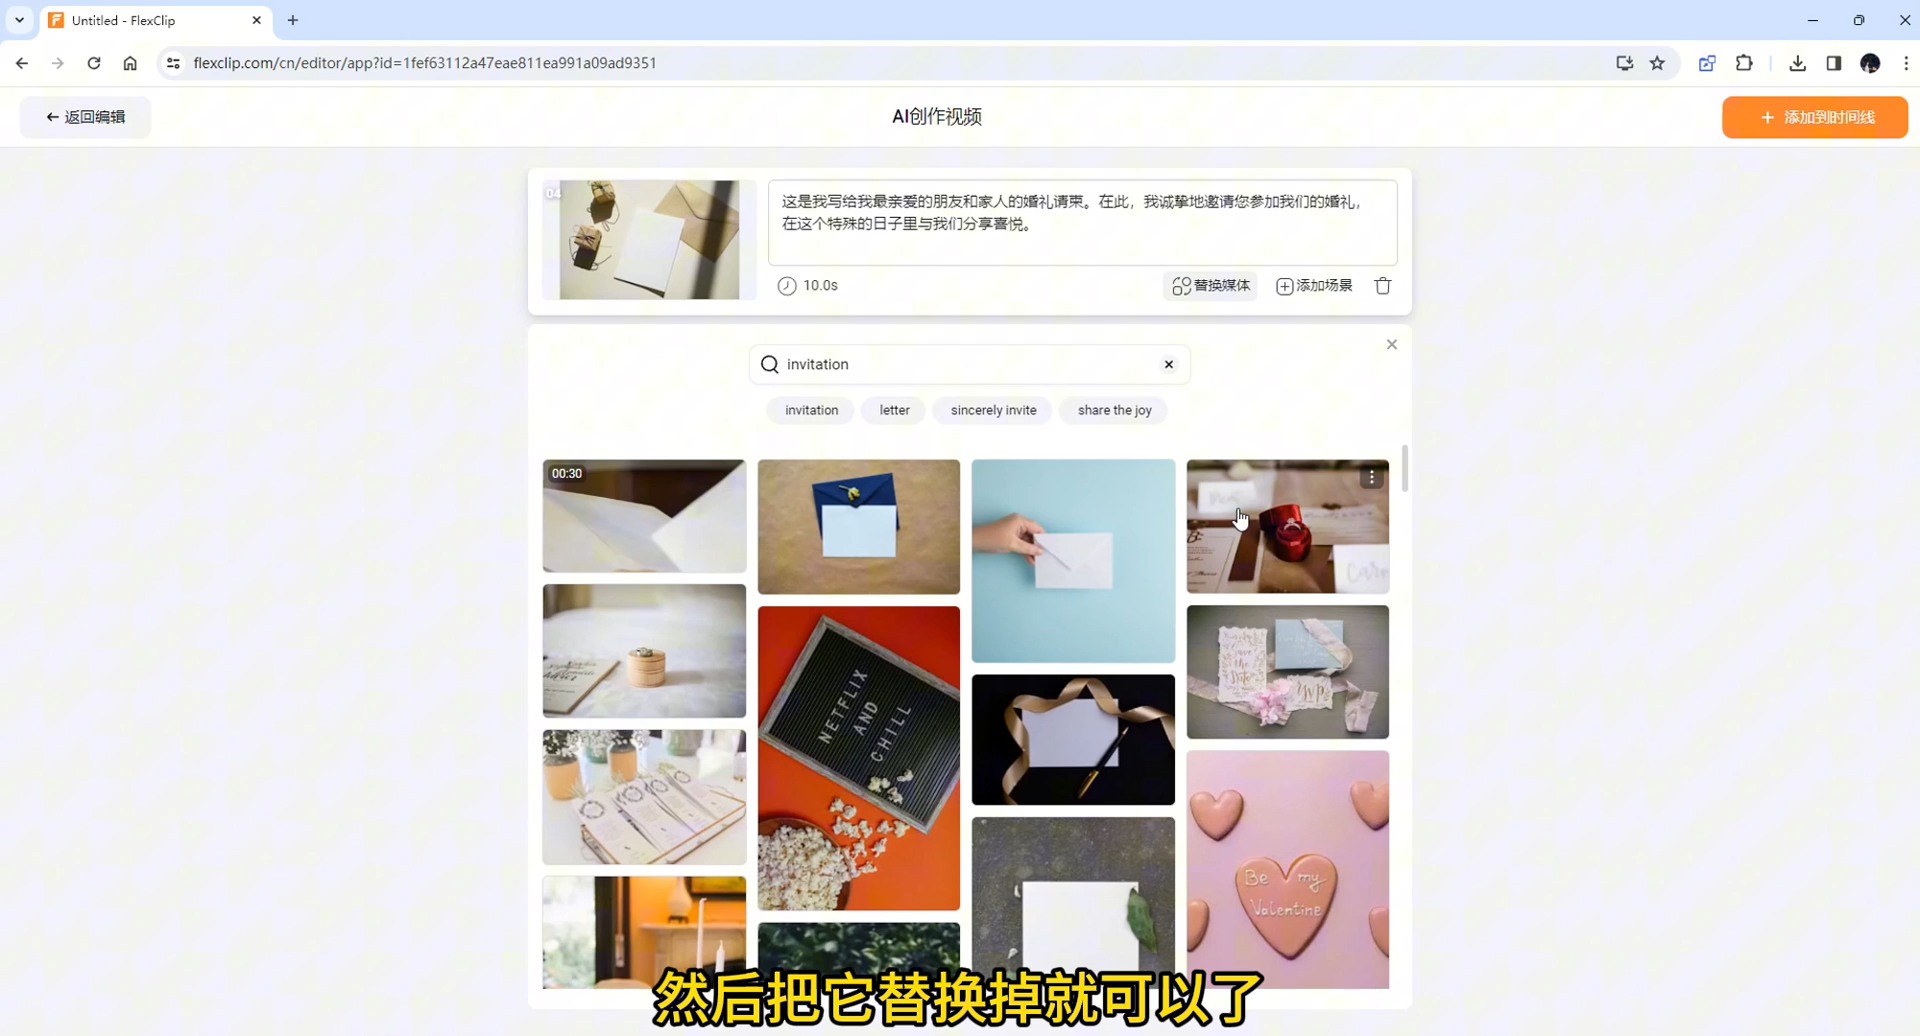 Untitled - FlexClip
flexclip.com/cn/editor/app?id=1fef63112a47eae811ea991a09ad9351
返回编辑
AI创作视频
添加到时间线
04
这是我写给我最亲爱的朋友和家人的婚礼请柬。在此，我诚挚地邀请您参加我们的婚礼，
在这个特殊的日子里与我们分享喜悦。
10.0s
替换媒体
添加场景
invitation
invitation
letter
sincerely invite
share the joy
00:30
NETFLIX
AND
CHILL
Save
the
Date
RSVP
Be my
Valentine
然后把它替换掉就可以了